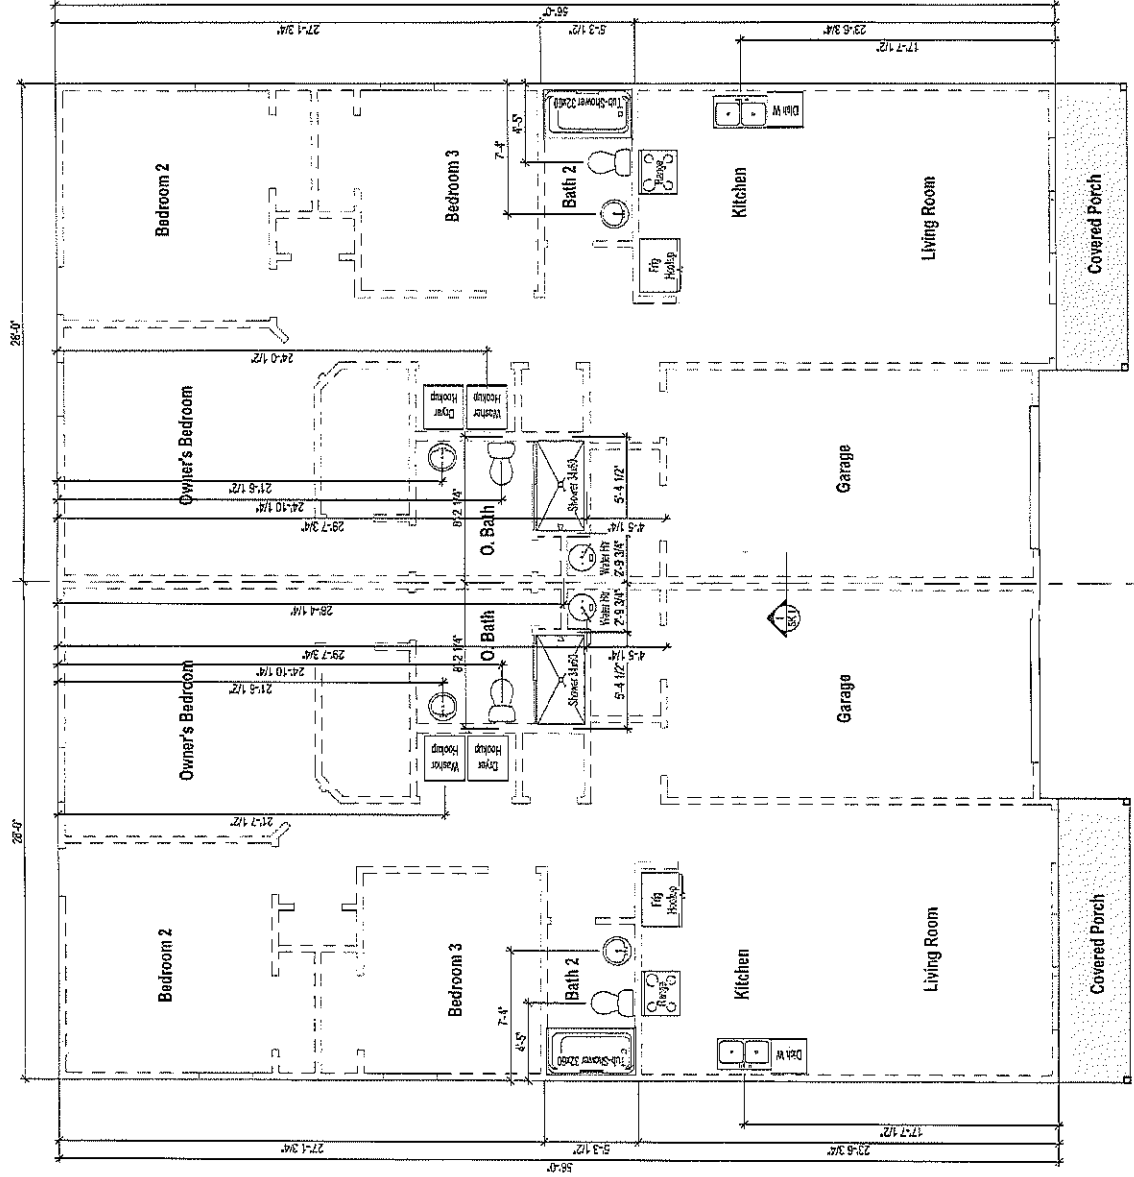 56'-0"
27'-1 3/4"
5'-3 1/2"
23'-6 3/4"
17'-7 1/2"
28'-0"
Bedroom 2
Bedroom 3
4'-5"
7'-4"
Bath 2
Tub-Shower 32x60
Range
Frig
Hookup
Dish W
Kitchen
Living Room
Covered Porch
24'-0 1/2"
Owner's Bedroom
Dryer
Hookup
Washer
Hookup
21'-6 1/2"
24'-10 1/4"
29'-7 3/4"
8'-2 1/4"
O. Bath
Shower 34x60
5'-4 1/2"
4'-5 1/4"
Water Htr
2'-9 3/4"
Garage
28'-4 1/4"
Water Htr
2'-9 3/4"
O. Bath
8'-2 1/4"
29'-7 3/4"
24'-10 1/4"
21'-6 1/2"
4'-5 1/4"
Shower 34x60
5'-4 1/2"
1
SK1
Garage
Owner's Bedroom
Washer
Hookup
Dryer
Hookup
21'-7 1/2"
28'-0"
Bedroom 2
Bedroom 3
7'-4"
4'-5"
Bath 2
Tub-Shower 32x60
Range
Frig
Hookup
Dish W
Kitchen
Living Room
Covered Porch
17'-7 1/2"
27'-1 3/4"
5'-3 1/2"
23'-6 3/4"
56'-0"